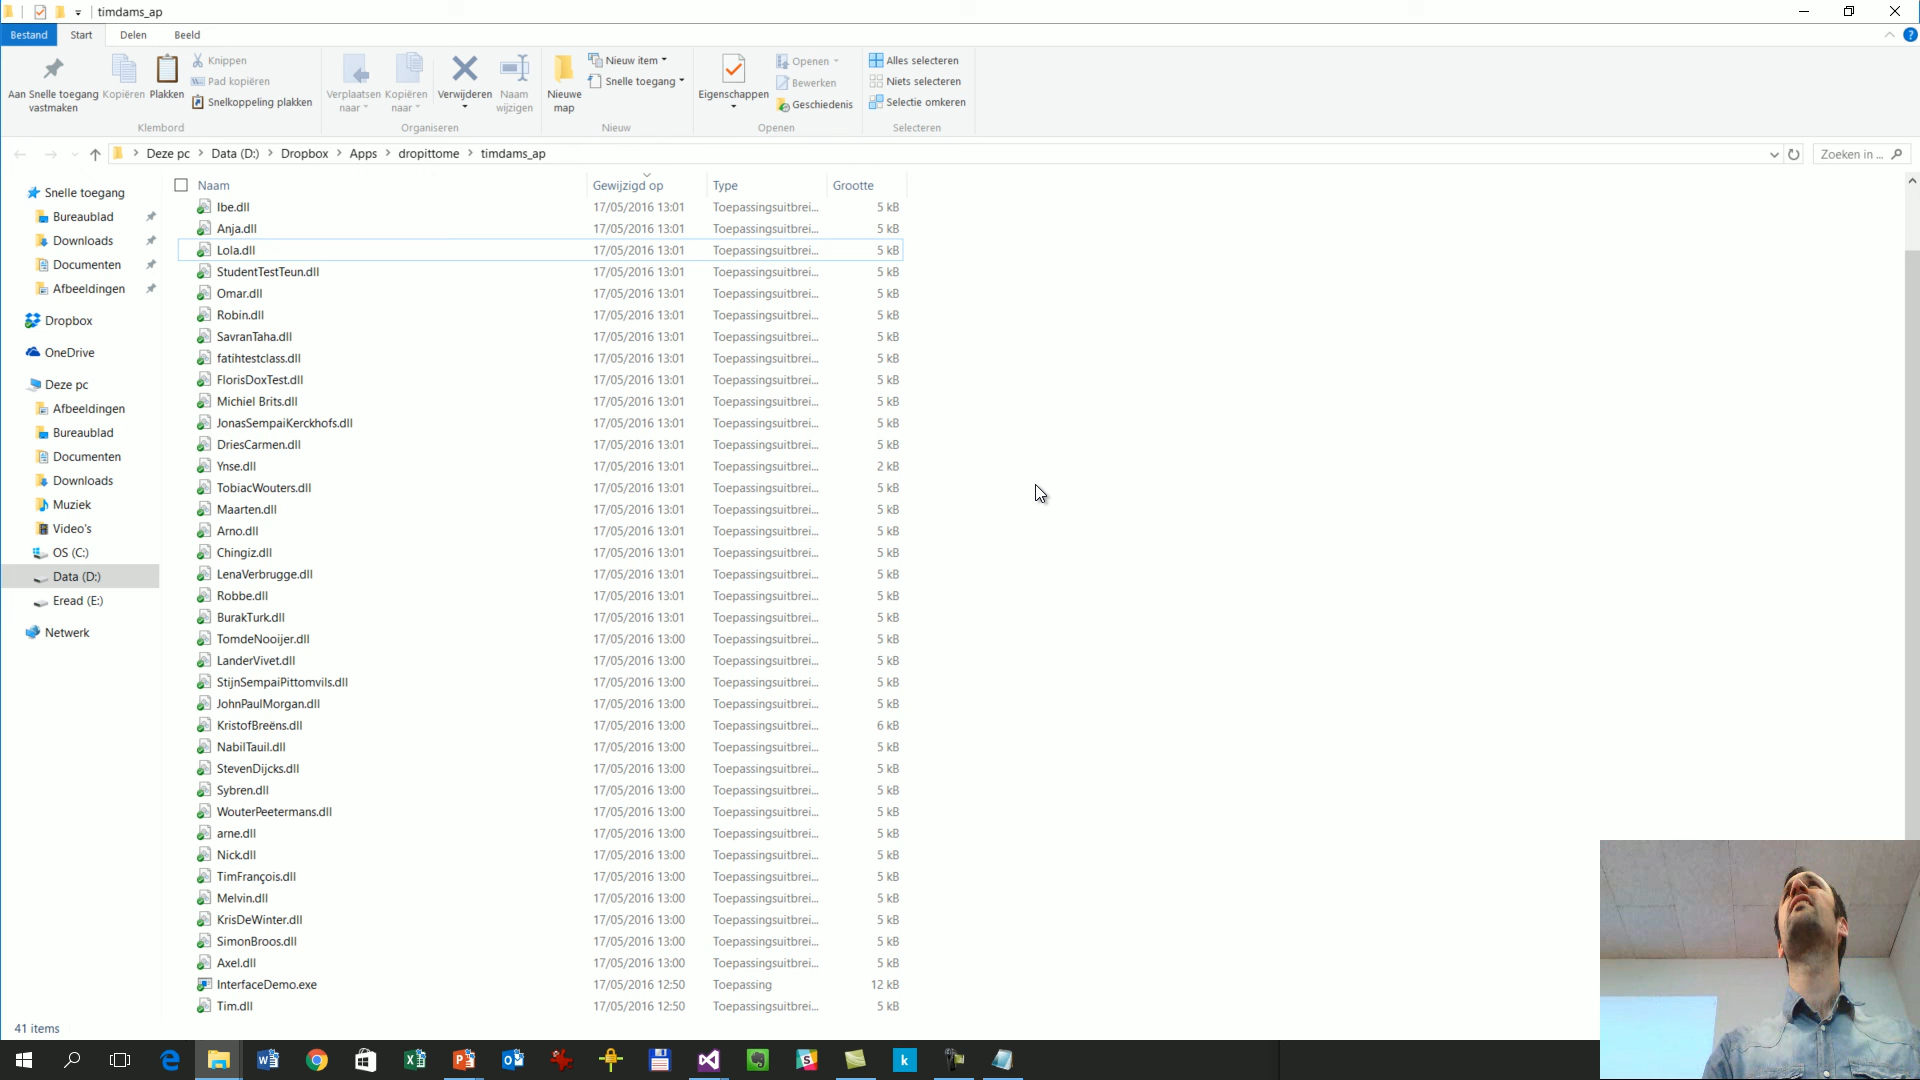 timdams_ap
Bestand Start Delen Beeld
Aan Snelle toegang vastmaken
Kopiëren
Plakken
Knippen
Pad kopiëren
Snelkoppeling plakken
Klembord
Verplaatsen naar
Kopiëren naar
Verwijderen
Naam wijzigen
Organiseren
Nieuwe map
Nieuw item
Snelle toegang
Nieuw
Eigenschappen
Openen
Bewerken
Geschiedenis
Openen
Alles selecteren
Niets selecteren
Selectie omkeren
Selecteren
Deze pc > Data (D:) > Dropbox > Apps > dropittome > timdams_ap
Zoeken in ...
Snelle toegang
Bureaublad
Downloads
Documenten
Afbeeldingen
Dropbox
OneDrive
Deze pc
Afbeeldingen
Bureaublad
Documenten
Downloads
Muziek
Video's
OS (C:)
Data (D:)
Eread (E:)
Netwerk
Naam Gewijzigd op Type Grootte
Ibe.dll 17/05/2016 13:01 Toepassingsuitbrei... 5 kB
Anja.dll 17/05/2016 13:01 Toepassingsuitbrei... 5 kB
Lola.dll 17/05/2016 13:01 Toepassingsuitbrei... 5 kB
StudentTestTeun.dll 17/05/2016 13:01 Toepassingsuitbrei... 5 kB
Omar.dll 17/05/2016 13:01 Toepassingsuitbrei... 5 kB
Robin.dll 17/05/2016 13:01 Toepassingsuitbrei... 5 kB
SavranTaha.dll 17/05/2016 13:01 Toepassingsuitbrei... 5 kB
fatihtestclass.dll 17/05/2016 13:01 Toepassingsuitbrei... 5 kB
FlorisDoxTest.dll 17/05/2016 13:01 Toepassingsuitbrei... 5 kB
Michiel Brits.dll 17/05/2016 13:01 Toepassingsuitbrei... 5 kB
JonasSempaiKerckhofs.dll 17/05/2016 13:01 Toepassingsuitbrei... 5 kB
DriesCarmen.dll 17/05/2016 13:01 Toepassingsuitbrei... 5 kB
Ynse.dll 17/05/2016 13:01 Toepassingsuitbrei... 2 kB
TobiacWouters.dll 17/05/2016 13:01 Toepassingsuitbrei... 5 kB
Maarten.dll 17/05/2016 13:01 Toepassingsuitbrei... 5 kB
Arno.dll 17/05/2016 13:01 Toepassingsuitbrei... 5 kB
Chingiz.dll 17/05/2016 13:01 Toepassingsuitbrei... 5 kB
LenaVerbrugge.dll 17/05/2016 13:01 Toepassingsuitbrei... 5 kB
Robbe.dll 17/05/2016 13:01 Toepassingsuitbrei... 5 kB
BurakTurk.dll 17/05/2016 13:01 Toepassingsuitbrei... 5 kB
TomdeNooijer.dll 17/05/2016 13:00 Toepassingsuitbrei... 5 kB
LanderVivet.dll 17/05/2016 13:00 Toepassingsuitbrei... 5 kB
StijnSempaiPittomvils.dll 17/05/2016 13:00 Toepassingsuitbrei... 5 kB
JohnPaulMorgan.dll 17/05/2016 13:00 Toepassingsuitbrei... 5 kB
KristofBreëns.dll 17/05/2016 13:00 Toepassingsuitbrei... 6 kB
NabilTauil.dll 17/05/2016 13:00 Toepassingsuitbrei... 5 kB
StevenDijcks.dll 17/05/2016 13:00 Toepassingsuitbrei... 5 kB
Sybren.dll 17/05/2016 13:00 Toepassingsuitbrei... 5 kB
WouterPeetermans.dll 17/05/2016 13:00 Toepassingsuitbrei... 5 kB
arne.dll 17/05/2016 13:00 Toepassingsuitbrei... 5 kB
Nick.dll 17/05/2016 13:00 Toepassingsuitbrei... 5 kB
TimFrançois.dll 17/05/2016 13:00 Toepassingsuitbrei... 5 kB
Melvin.dll 17/05/2016 13:00 Toepassingsuitbrei... 5 kB
KrisDeWinter.dll 17/05/2016 13:00 Toepassingsuitbrei... 5 kB
SimonBroos.dll 17/05/2016 13:00 Toepassingsuitbrei... 5 kB
Axel.dll 17/05/2016 13:00 Toepassingsuitbrei... 5 kB
InterfaceDemo.exe 17/05/2016 12:50 Toepassing 12 kB
Tim.dll 17/05/2016 12:50 Toepassingsuitbrei... 5 kB
41 items